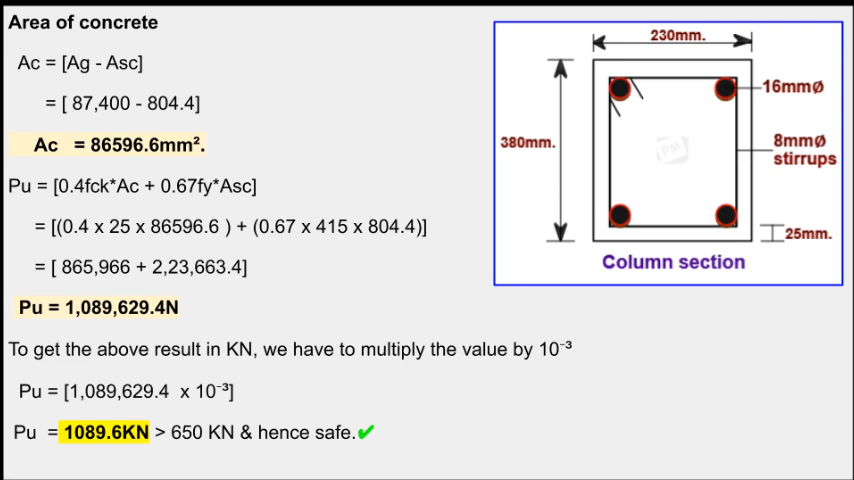 Area of concrete
Ac = [Ag - Asc]
= [ 87,400 - 804.4]
Ac = 86596.6mm².
Pu = [0.4fck*Ac + 0.67fy*Asc]
= [(0.4 x 25 x 86596.6 ) + (0.67 x 415 x 804.4)]
= [ 865,966 + 2,23,663.4]
Pu = 1,089,629.4N
To get the above result in KN, we have to multiply the value by 10⁻³
Pu = [1,089,629.4 x 10⁻³]
Pu = 1089.6KN > 650 KN & hence safe.✔
230mm.
16mmØ
380mm.
8mmØ
stirrups
PM
25mm.
Column section